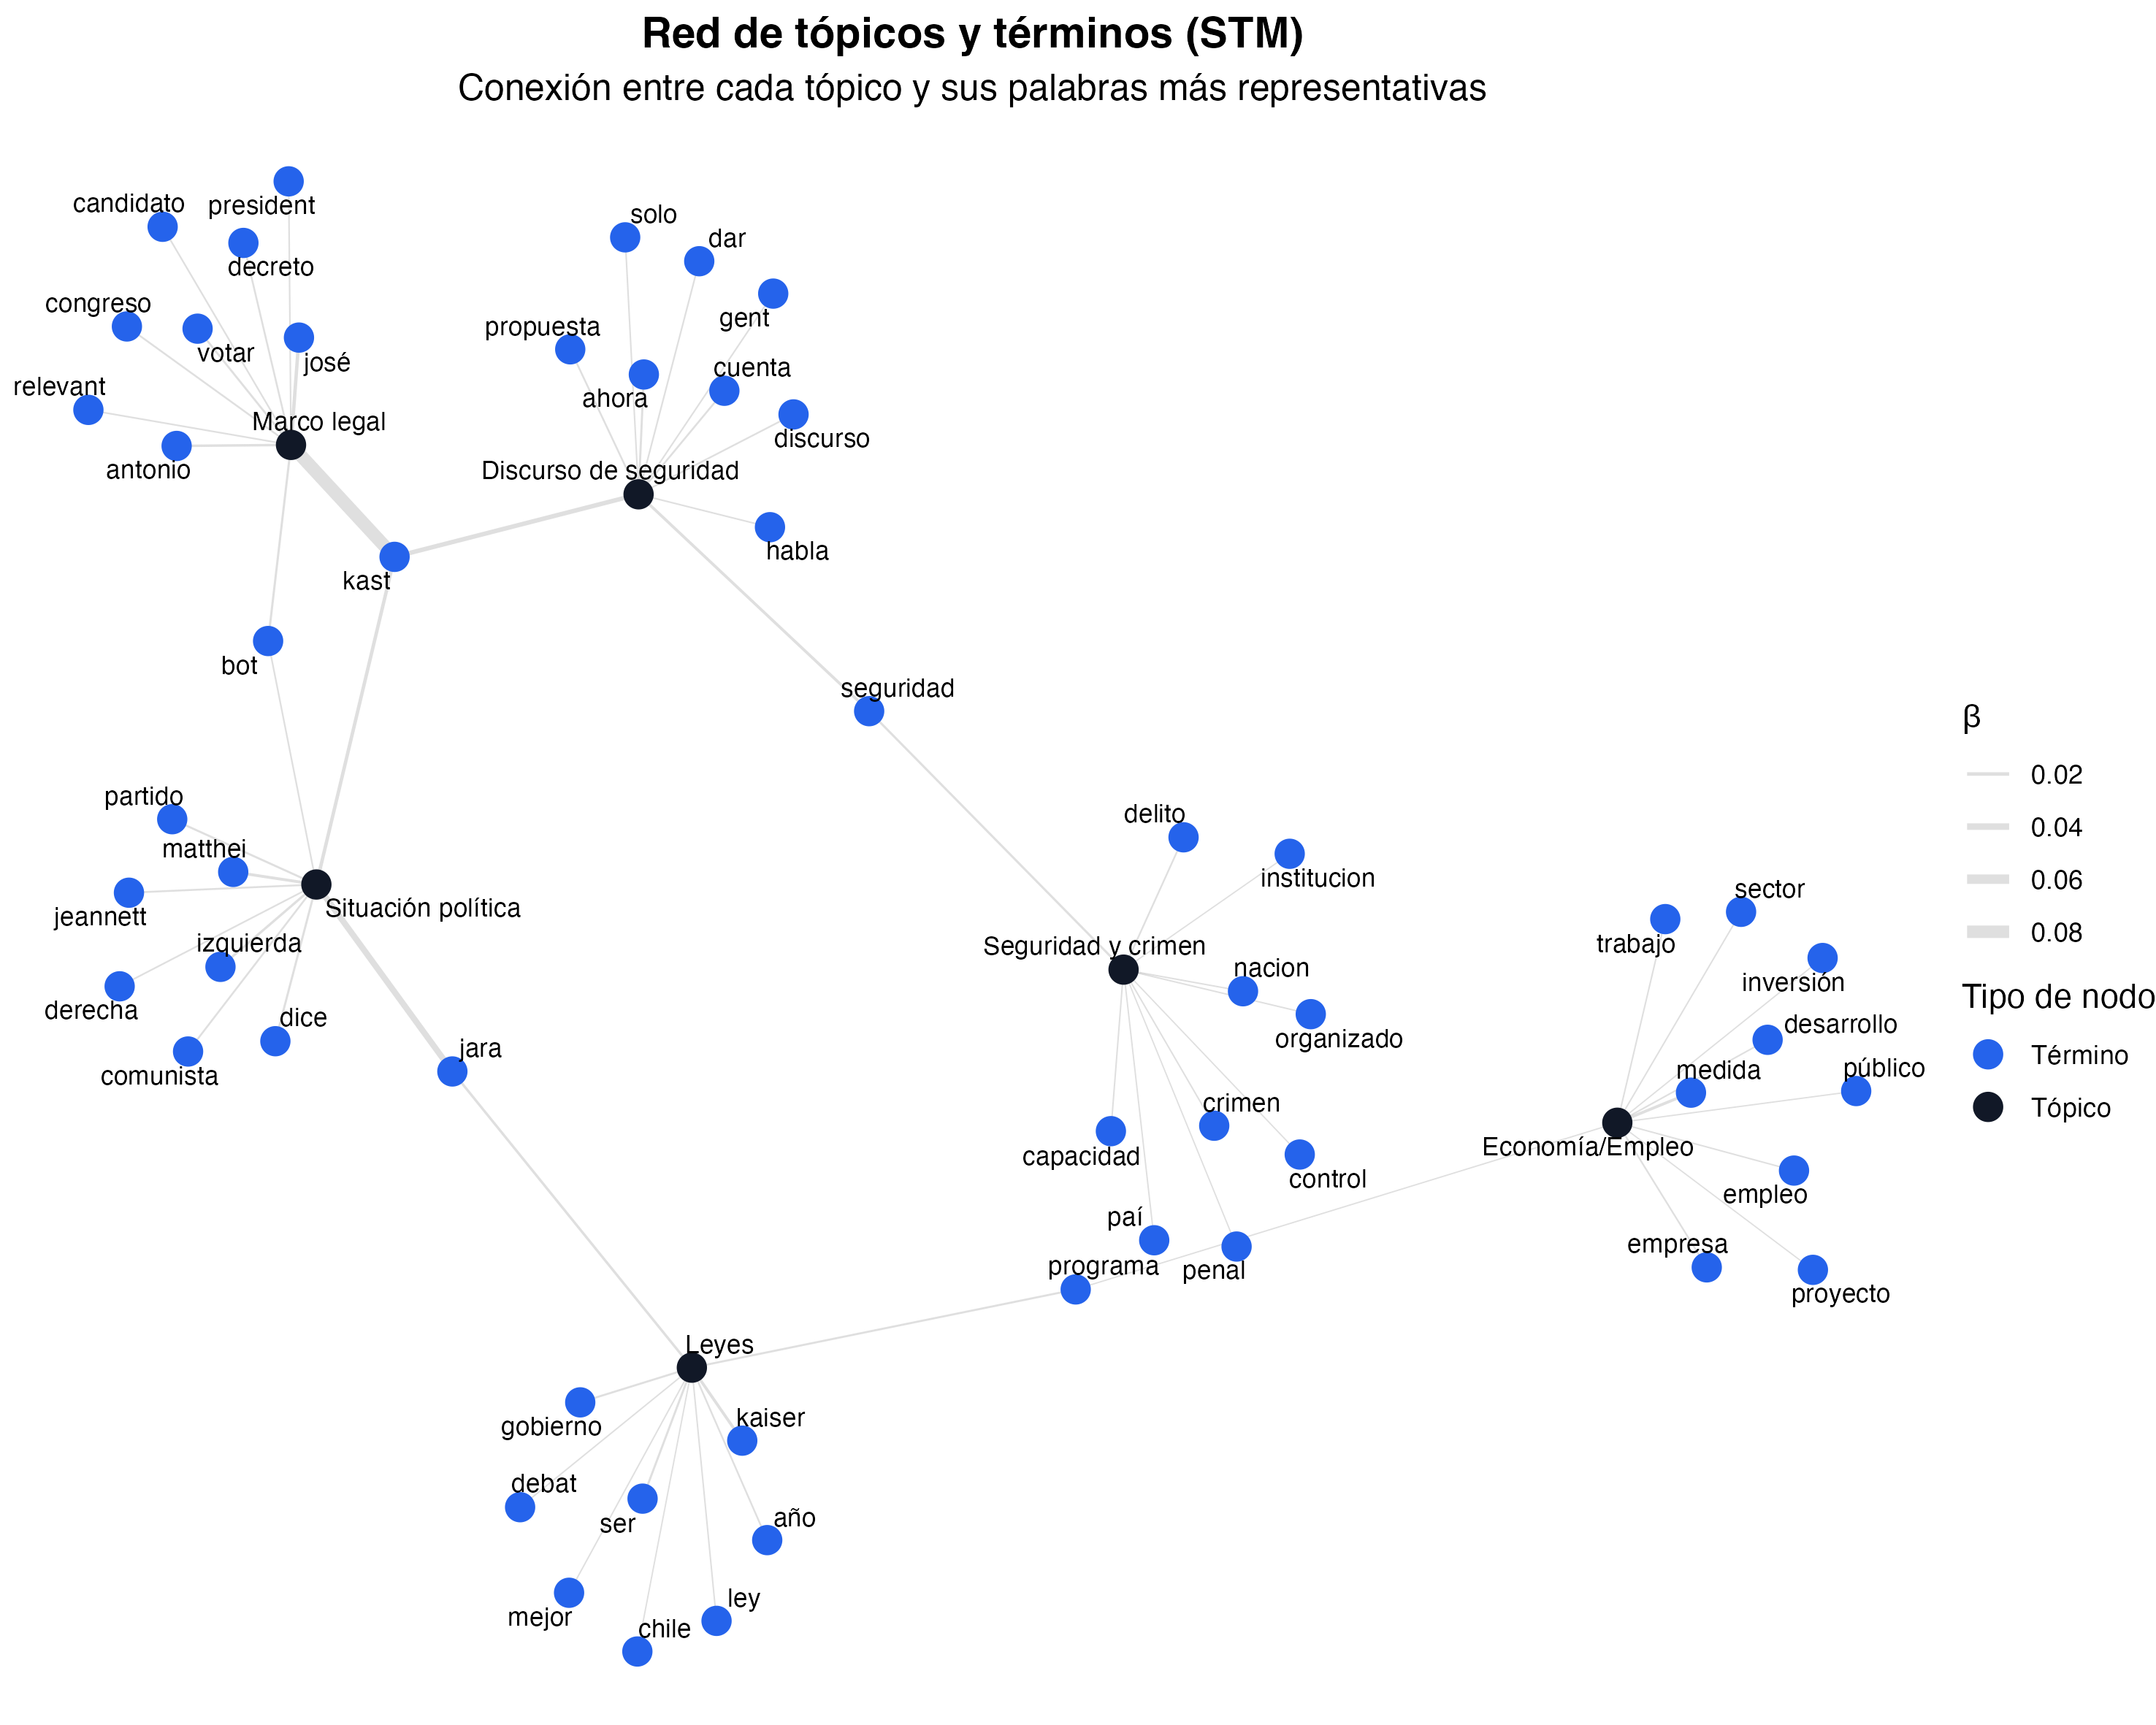 Red de tópicos y términos (STM)
Conexión entre cada tópico y sus palabras más representativas
candidato
president
decreto
congreso
votar
josé
relevant
Marco legal
antonio
solo
dar
gent
propuesta
cuenta
ahora
discurso
Discurso de seguridad
habla
kast
bot
seguridad
partido
matthei
jeannett
Situación política
izquierda
derecha
dice
comunista
jara
delito
institucion
Seguridad y crimen
nacion
organizado
crimen
capacidad
control
paí
programa
penal
sector
trabajo
inversión
desarrollo
medida
público
Economía/Empleo
empleo
empresa
proyecto
Leyes
gobierno
kaiser
debat
ser
año
mejor
ley
chile
β
0.02
0.04
0.06
0.08
Tipo de nodo
Término
Tópico